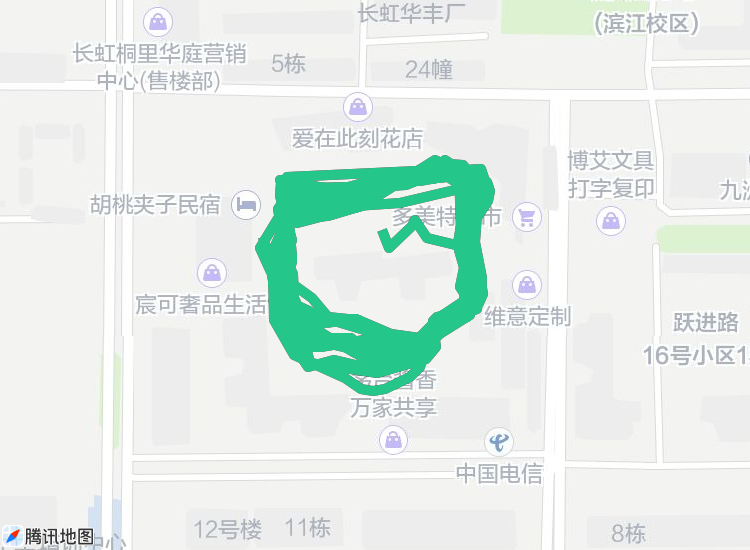 长虹华丰厂
(滨江校区)
长虹桐里华庭营销
中心(售楼部)
5栋
24幢
爱在此刻花店
博艾文具
打字复印
胡桃夹子民宿
多美特
市
九
宸可奢品生活
维意定制
跃进路
16号小区1
香
万家共享
中国电信
12号楼
11栋
8栋
腾讯地图
中心